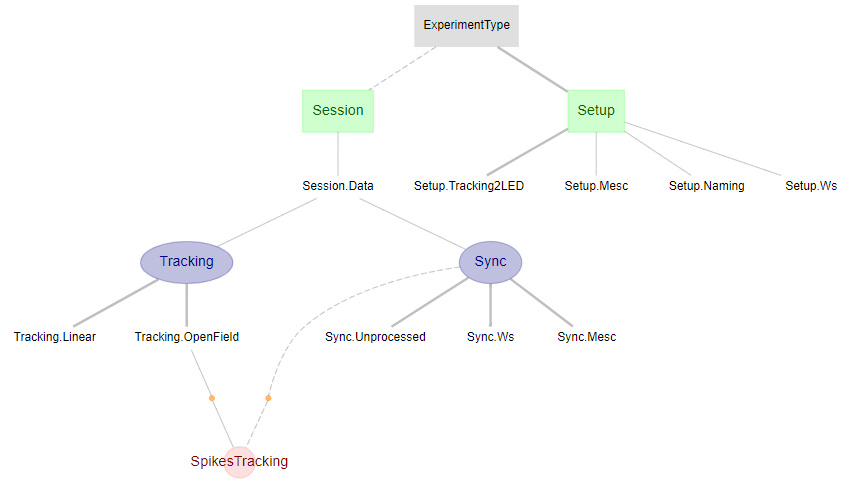 ExperimentType
Session
Setup
Session.Data
Setup.Tracking2LED
Setup.Mesc
Setup.Naming
Setup.Ws
Tracking
Sync
Tracking.Linear
Tracking.OpenField
Sync.Unprocessed
Sync.Ws
Sync.Mesc
SpikesTracking